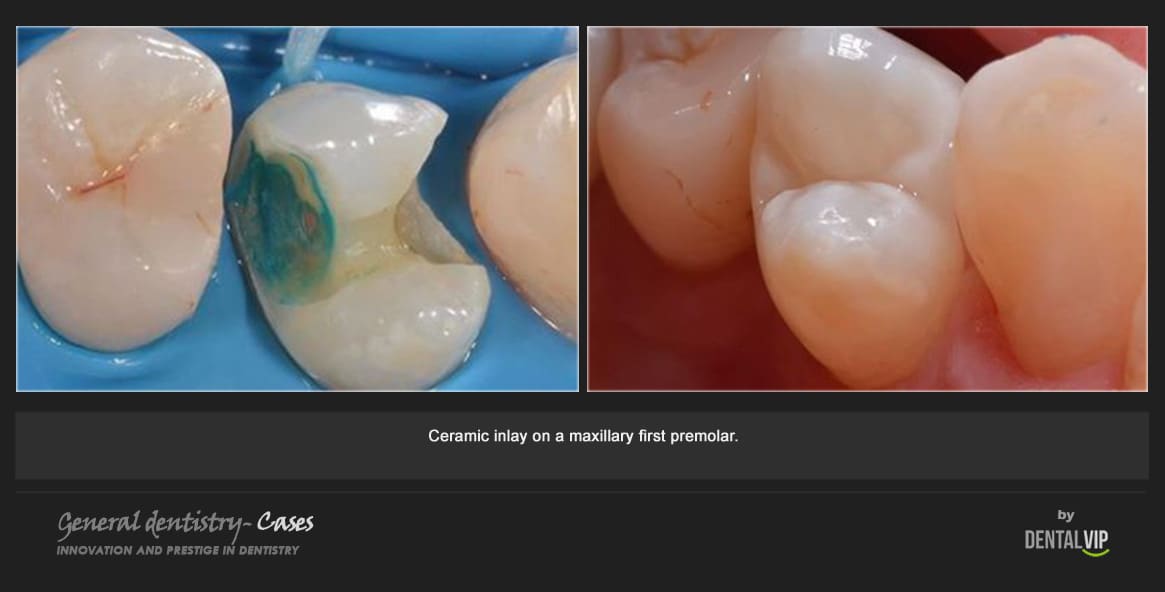 Ceramic inlay on a maxillary first premolar.
General dentistry- Cases
INNOVATION AND PRESTIGE IN DENTISTRY
by
DENTALVIP